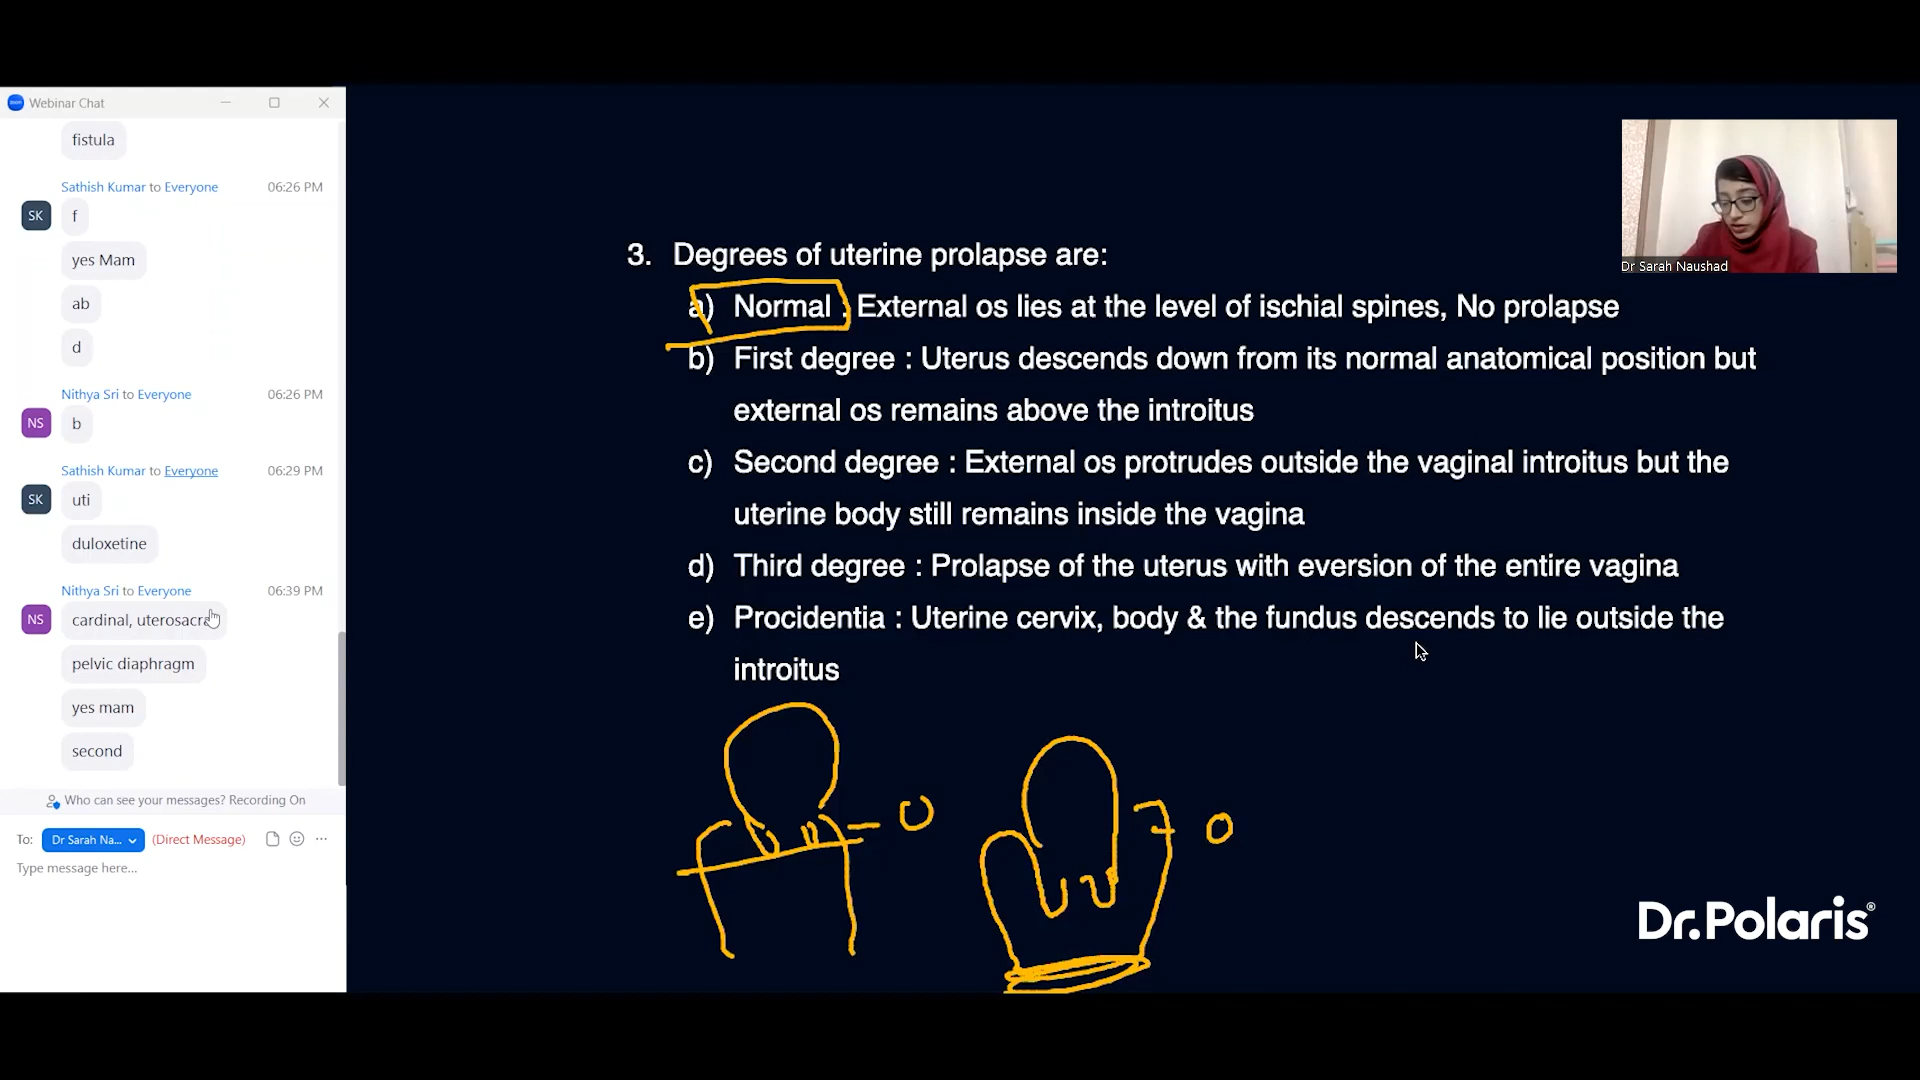 Webinar Chat
fistula
Sathish Kumar to Everyone 06:26 PM
SK
f
yes Mam
ab
d
Nithya Sri to Everyone 06:26 PM
NS
b
Sathish Kumar to Everyone 06:29 PM
SK
uti
duloxetine
Nithya Sri to Everyone 06:39 PM
NS
cardinal, uterosacra
pelvic diaphragm
yes mam
second
Who can see your messages? Recording On
To: Dr Sarah Na... (Direct Message)
Type message here...
3. Degrees of uterine prolapse are:
a) Normal : External os lies at the level of ischial spines, No prolapse
b) First degree : Uterus descends down from its normal anatomical position but
external os remains above the introitus
c) Second degree : External os protrudes outside the vaginal introitus but the
uterine body still remains inside the vagina
d) Third degree : Prolapse of the uterus with eversion of the entire vagina
e) Procidentia : Uterine cervix, body & the fundus descends to lie outside the
introitus
0
0
Dr Sarah Naushad
Dr.Polaris®